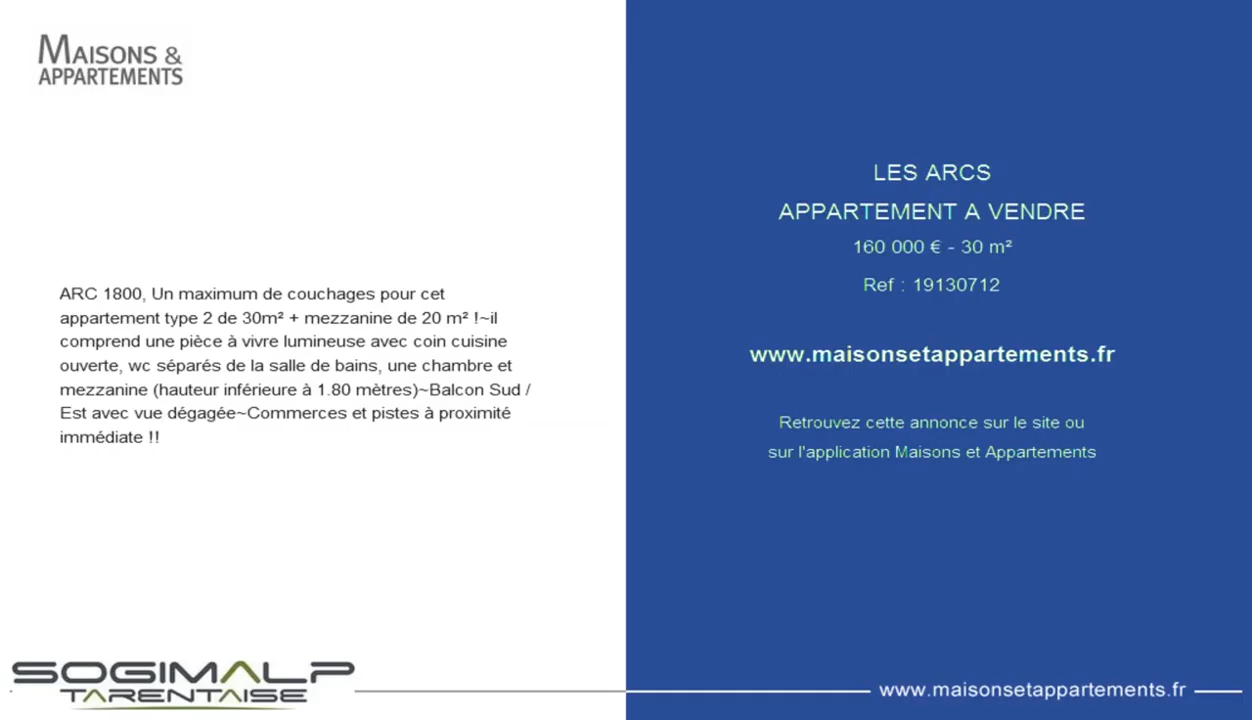 MAISONS &
APPARTEMENTS
ARC 1800, Un maximum de couchages pour cet
appartement type 2 de 30m² + mezzanine de 20 m² !~il
comprend une pièce à vivre lumineuse avec coin cuisine
ouverte, wc séparés de la salle de bains, une chambre et
mezzanine (hauteur inférieure à 1.80 mètres)~Balcon Sud /
Est avec vue dégagée~Commerces et pistes à proximité
immédiate !!
SOGIMALP
TARENTAISE
LES ARCS
APPARTEMENT A VENDRE
160 000 € - 30 m²
Ref : 19130712
www.maisonsetappartements.fr
Retrouvez cette annonce sur le site ou
sur l'application Maisons et Appartements
www.maisonsetappartements.fr